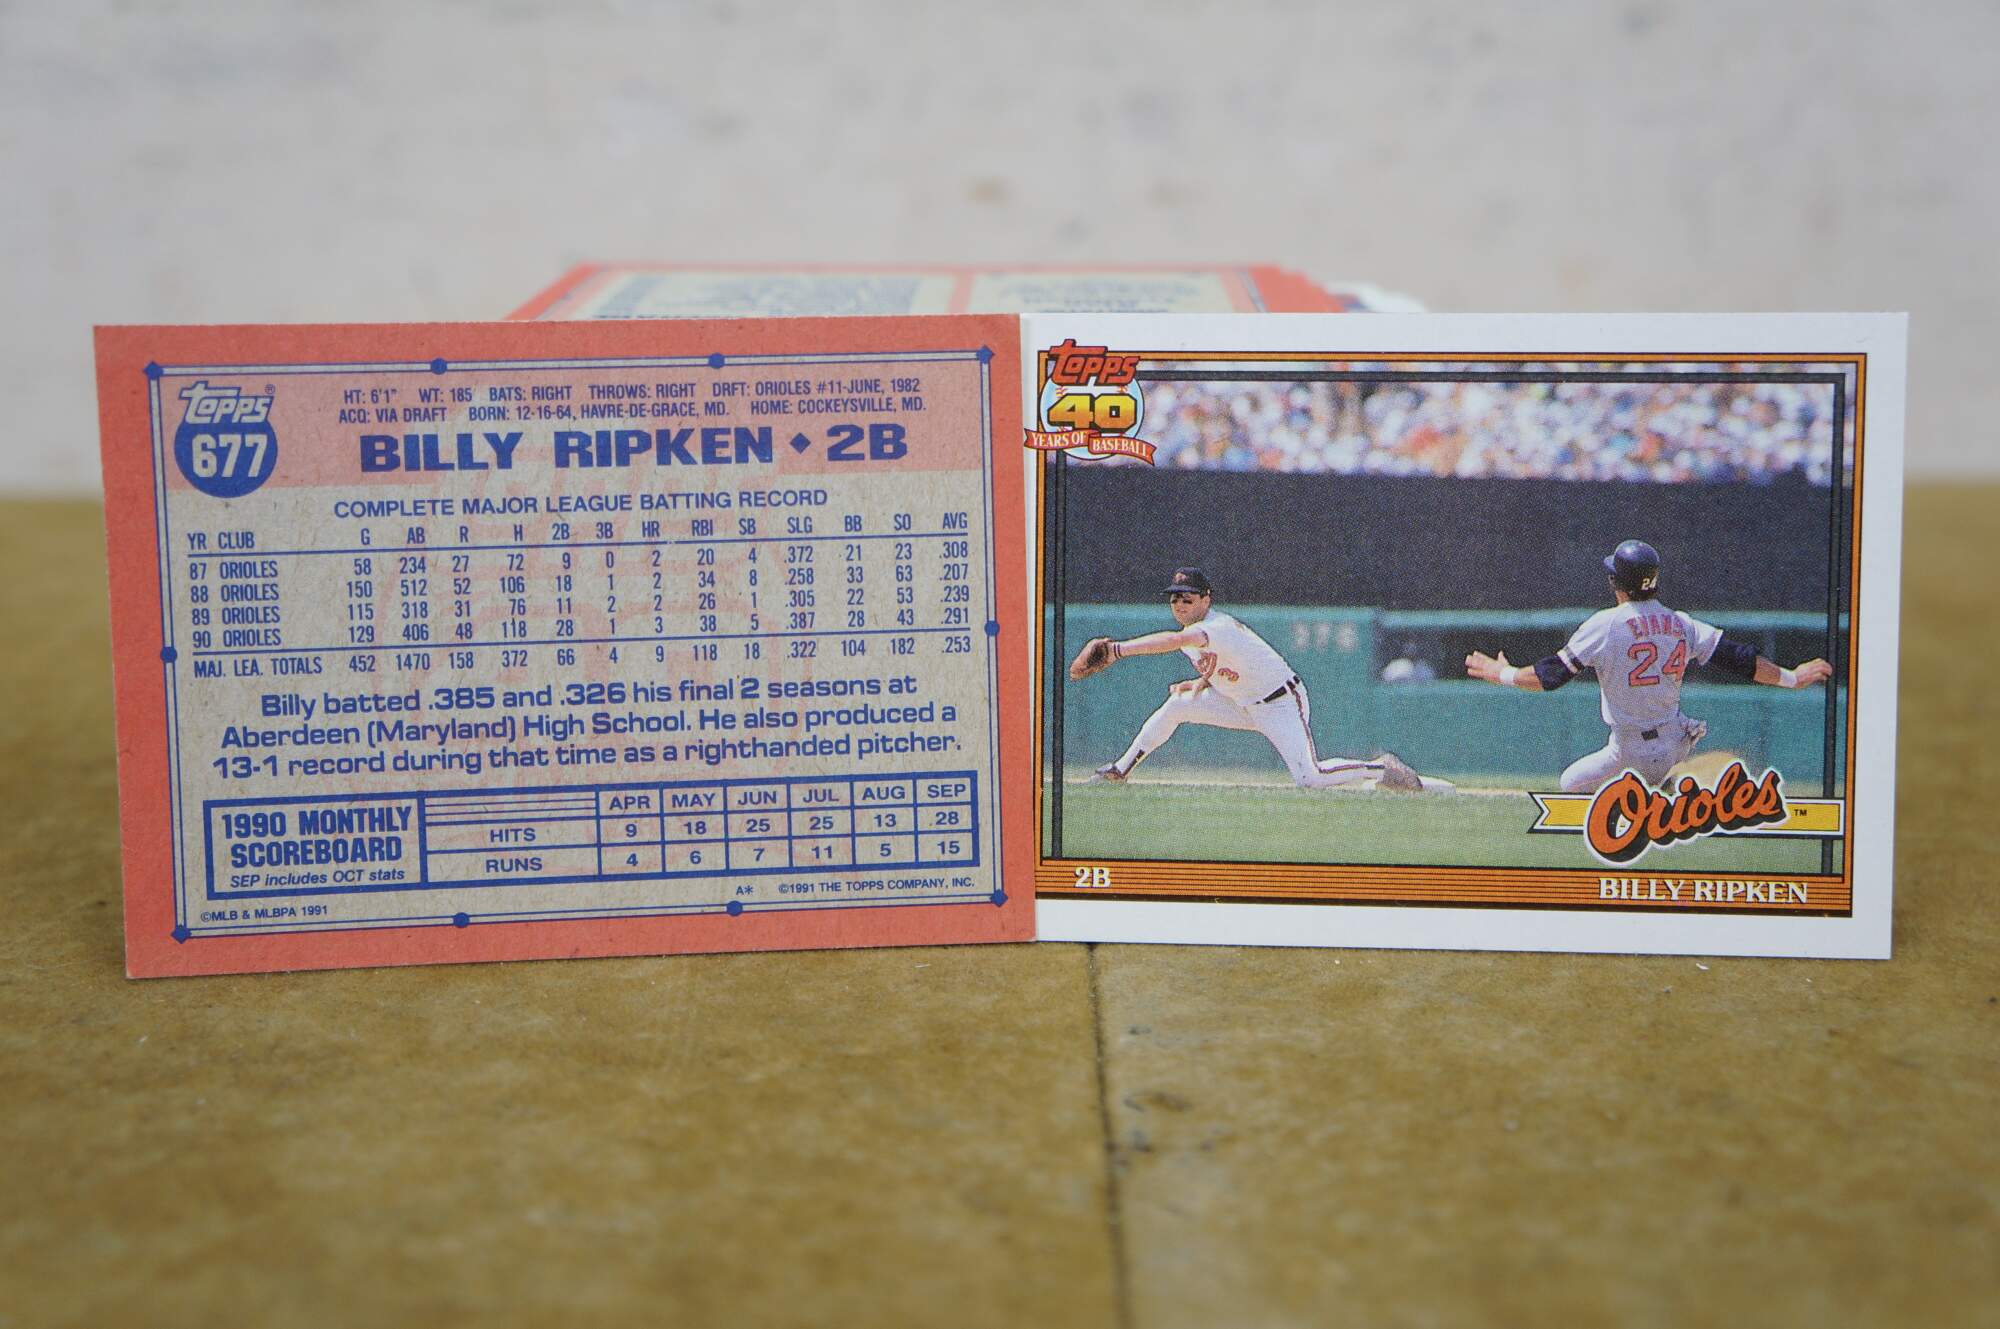 topps®
677
HT: 6'1" WT: 185 BATS: RIGHT THROWS: RIGHT DRFT: ORIOLES #11-JUNE, 1982
ACQ: VIA DRAFT BORN: 12-16-64, HAVRE-DE-GRACE, MD. HOME: COCKEYSVILLE, MD.
BILLY RIPKEN ◆ 2B
COMPLETE MAJOR LEAGUE BATTING RECORD
YR CLUB G AB R H 2B 3B HR RBI SB SLG BB SO AVG
87 ORIOLES 58 234 27 72 9 0 2 20 4 .372 21 23 .308
88 ORIOLES 150 512 52 106 18 1 2 34 8 .258 33 63 .207
89 ORIOLES 115 318 31 76 11 2 2 26 1 .305 22 53 .239
90 ORIOLES 129 406 48 118 28 1 3 38 5 .387 28 43 .291
MAJ. LEA. TOTALS 452 1470 158 372 66 4 9 118 18 .322 104 182 .253
Billy batted .385 and .326 his final 2 seasons at
Aberdeen (Maryland) High School. He also produced a
13-1 record during that time as a righthanded pitcher.
1990 MONTHLY
SCOREBOARD
SEP includes OCT stats
APR MAY JUN JUL AUG SEP
HITS 9 18 25 25 13 28
RUNS 4 6 7 11 5 15
A* ©1991 THE TOPPS COMPANY, INC.
©MLB & MLBPA 1991
topps
40
YEARS OF BASEBALL
376
24
EVANS
24
3
Orioles™
2B
BILLY RIPKEN